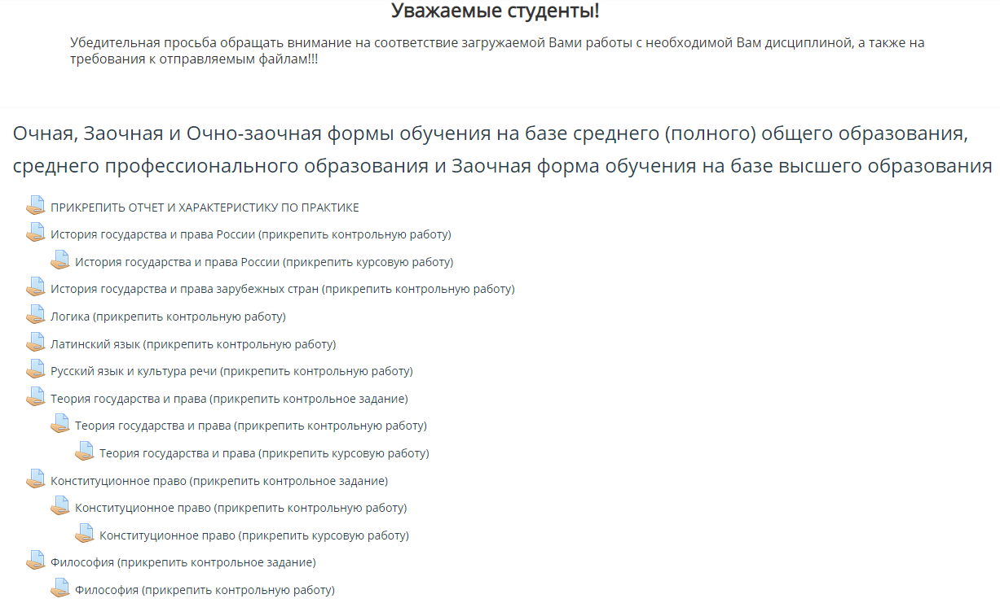 Уважаемые студенты!
Убедительная просьба обращать внимание на соответствие загружаемой Вами работы с необходимой Вам дисциплиной, а также на
требования к отправляемым файлам!!!
Очная, Заочная и Очно-заочная формы обучения на базе среднего (полного) общего образования,
среднего профессионального образования и Заочная форма обучения на базе высшего образования
ПРИКРЕПИТЬ ОТЧЕТ И ХАРАКТЕРИСТИКУ ПО ПРАКТИКЕ
История государства и права России (прикрепить контрольную работу)
История государства и права России (прикрепить курсовую работу)
История государства и права зарубежных стран (прикрепить контрольную работу)
Логика (прикрепить контрольную работу)
Латинский язык (прикрепить контрольную работу)
Русский язык и культура речи (прикрепить контрольную работу)
Теория государства и права (прикрепить контрольное задание)
Теория государства и права (прикрепить контрольную работу)
Теория государства и права (прикрепить курсовую работу)
Конституционное право (прикрепить контрольное задание)
Конституционное право (прикрепить контрольную работу)
Конституционное право (прикрепить курсовую работу)
Философия (прикрепить контрольное задание)
Философия (прикрепить контрольную работу)